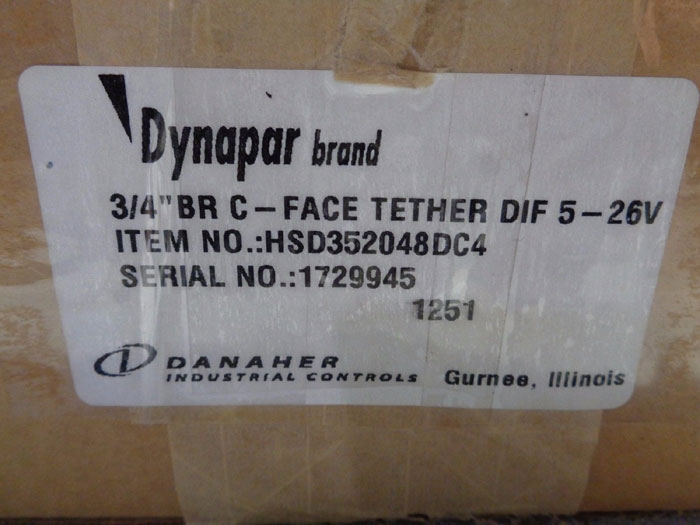 Dynapar brand
3/4" BR C-FACE TETHER DIF 5-26V
ITEM NO.:HSD352048DC4
SERIAL NO.:1729945
1251
DANAHER
INDUSTRIAL CONTROLS Gurnee, Illinois